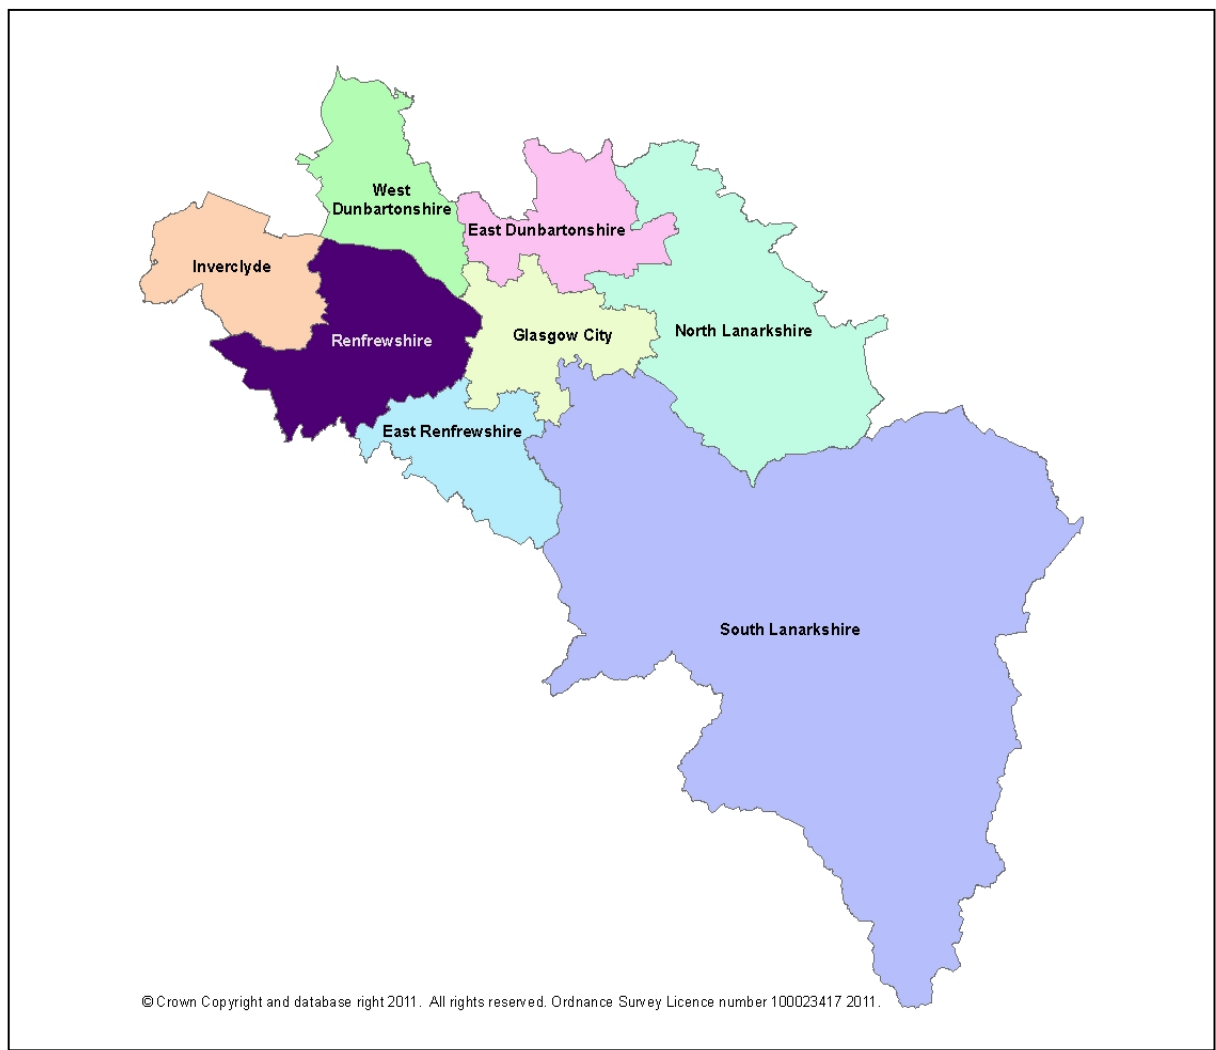 West
Dunbartonshire
East Dunbartonshire
Inverclyde
North Lanarkshire
Glasgow City
Renfrewshire
East Renfrewshire
South Lanarkshire
© Crown Copyright and database right 2011. All rights reserved. Ordnance Survey Licence number 100023417 2011.